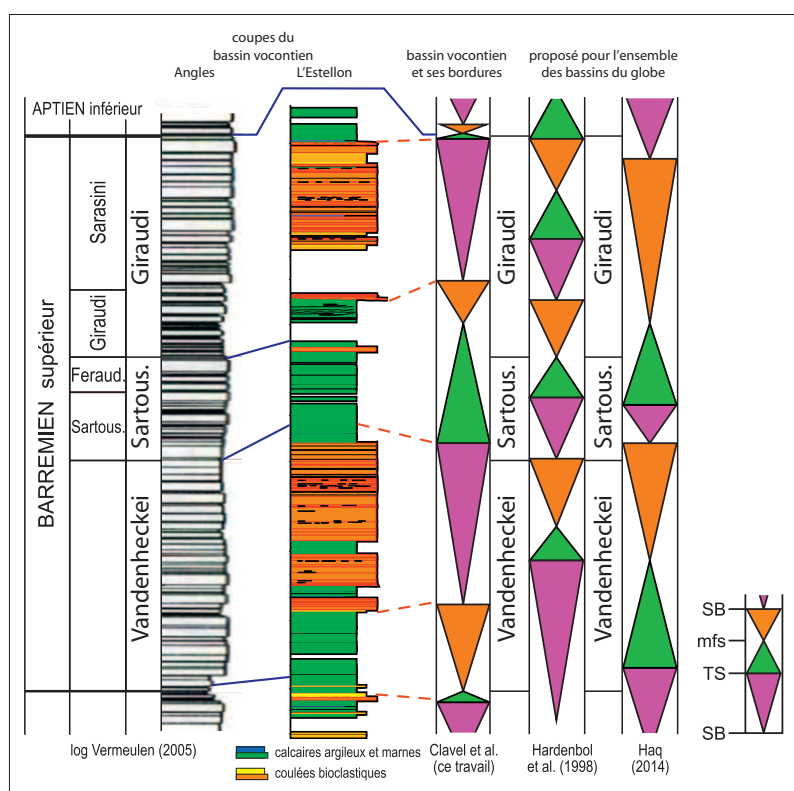 coupes du
bassin vocontien
Angles
L'Estellon
bassin vocontien
et ses bordures
proposé pour l'ensemble
des bassins du globe
APTIEN inférieur
BARREMIEN supérieur
Sarasini
Giraudi
Feraud.
Sartous.
Giraudi
Sartous.
Vandenheckei
Giraudi
Sartous.
Vandenheckei
Giraudi
Sartous.
Vandenheckei
SB
mfs
TS
SB
log Vermeulen (2005)
calcaires argileux et marnes
coulées bioclastiques
Clavel et al.
(ce travail)
Hardenbol
et al. (1998)
Haq
(2014)